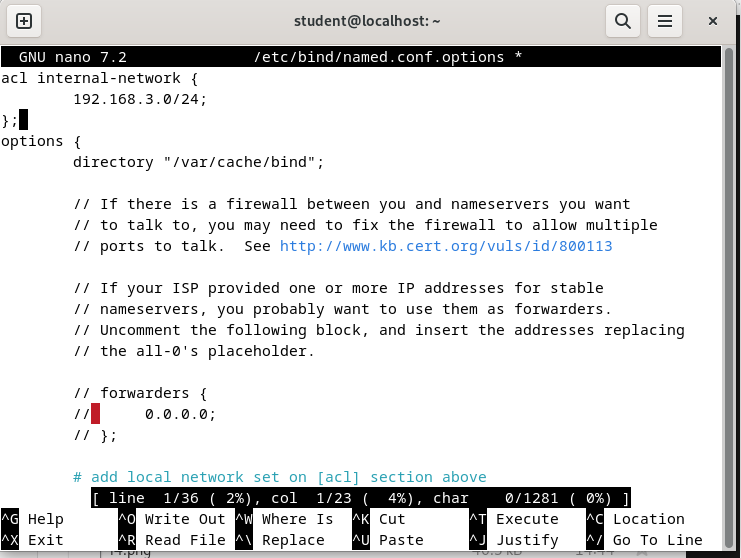 student@localhost: ~
GNU nano 7.2 /etc/bind/named.conf.options *
acl internal-network {
192.168.3.0/24;
};
options {
directory "/var/cache/bind";
// If there is a firewall between you and nameservers you want
// to talk to, you may need to fix the firewall to allow multiple
// ports to talk.  See http://www.kb.cert.org/vuls/id/800113
// If your ISP provided one or more IP addresses for stable
// nameservers, you probably want to use them as forwarders.
// Uncomment the following block, and insert the addresses replacing
// the all-0's placeholder.
// forwarders {
//      0.0.0.0;
// };
# add local network set on [acl] section above
[ line  1/36 ( 2%), col  1/23 (  4%), char    0/1281 ( 0%) ]
^G Help ^O Write Out ^W Where Is ^K Cut ^T Execute ^C Location
^X Exit ^R Read File ^\ Replace ^U Paste ^J Justify ^/ Go To Line